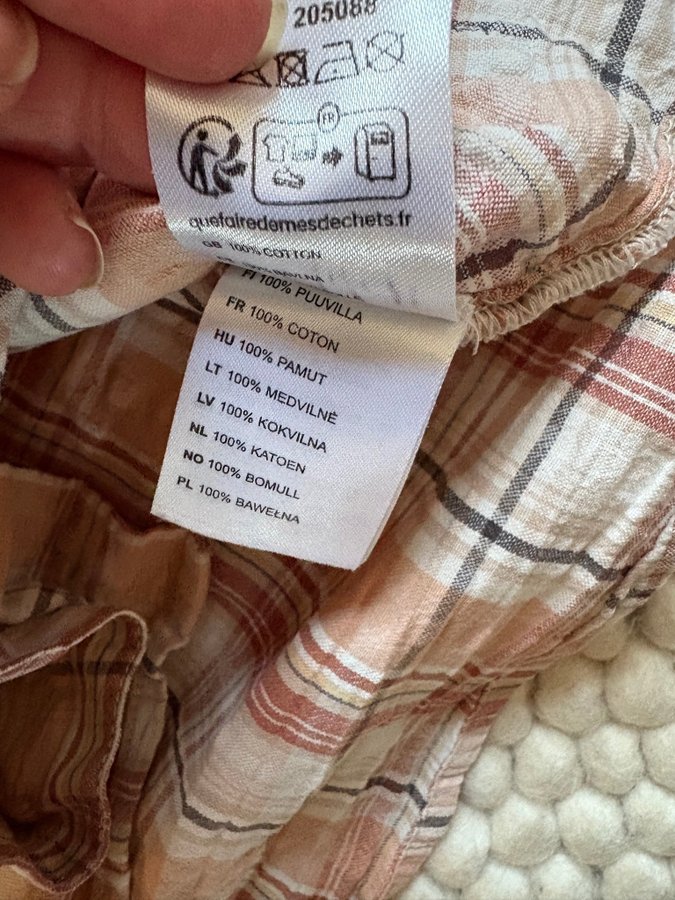 205088
FR
quefairedemesdechets.fr
GB 100% COTTON
FI 100% PUUVILLA
FR 100% COTON
HU 100% PAMUT
LT 100% MEDVILNĖ
LV 100% KOKVILNA
NL 100% KATOEN
NO 100% BOMULL
PL 100% BAWEŁNA